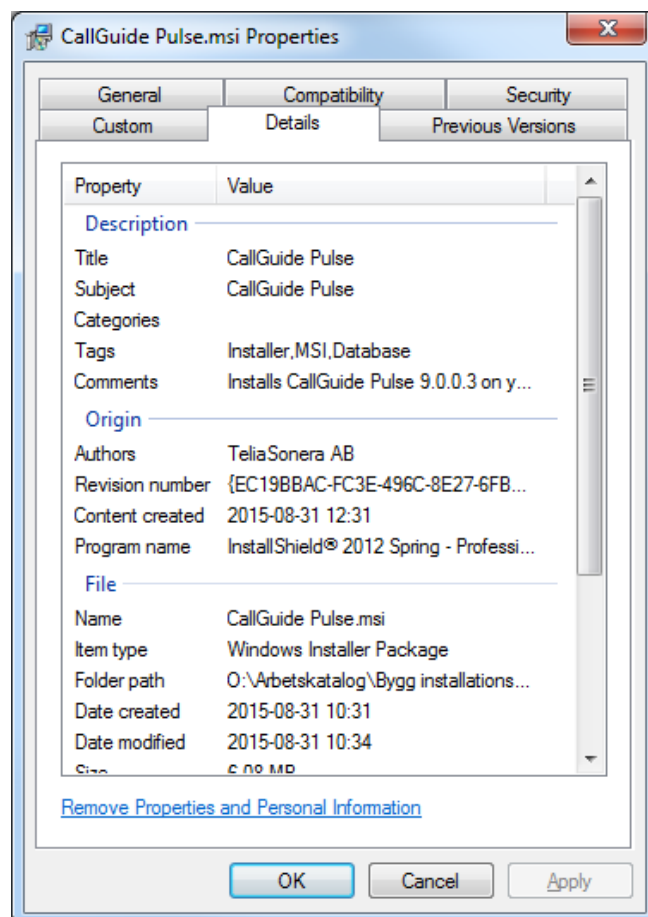 CallGuide Pulse.msi Properties
General Compatibility Security
Custom Details Previous Versions
Property Value
Description
Title CallGuide Pulse
Subject CallGuide Pulse
Categories
Tags Installer,MSI,Database
Comments Installs CallGuide Pulse 9.0.0.3 on y...
Origin
Authors TeliaSonera AB
Revision number {EC19BBAC-FC3E-496C-8E27-6FB...
Content created 2015-08-31 12:31
Program name InstallShield® 2012 Spring - Professi...
File
Name CallGuide Pulse.msi
Item type Windows Installer Package
Folder path O:\Arbetskatalog\Bygg installations...
Date created 2015-08-31 10:31
Date modified 2015-08-31 10:34
Size 6.08 MB
Remove Properties and Personal Information
OK Cancel Apply